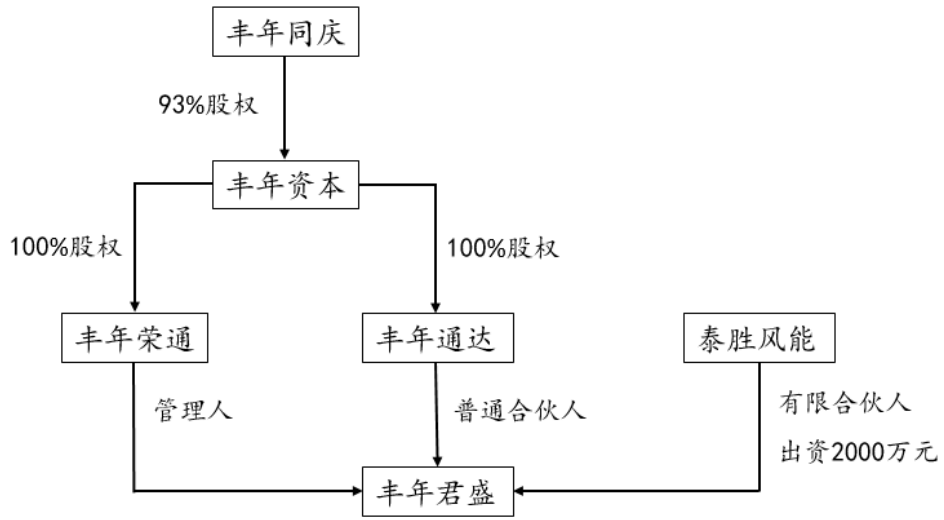 丰年同庆
93%股权
丰年资本
100%股权
100%股权
丰年荣通
丰年通达
泰胜风能
管理人
普通合伙人
有限合伙人
出资2000万元
丰年君盛